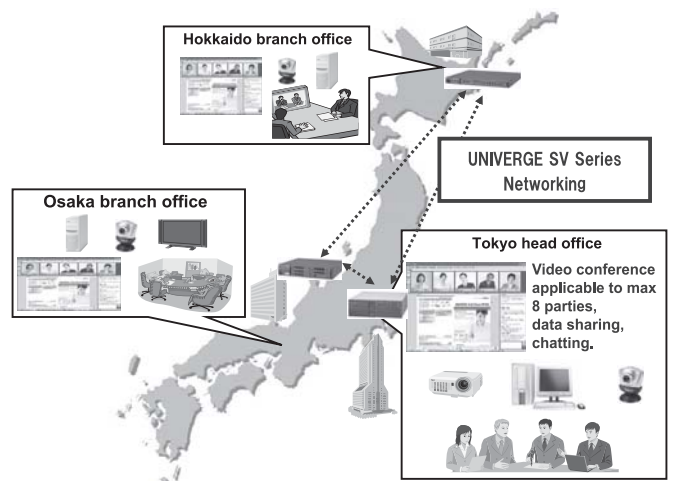 Hokkaido branch office
UNIVERGE SV Series
Networking
Osaka branch office
Tokyo head office
Video conference
applicable to max
8 parties,
data sharing,
chatting.